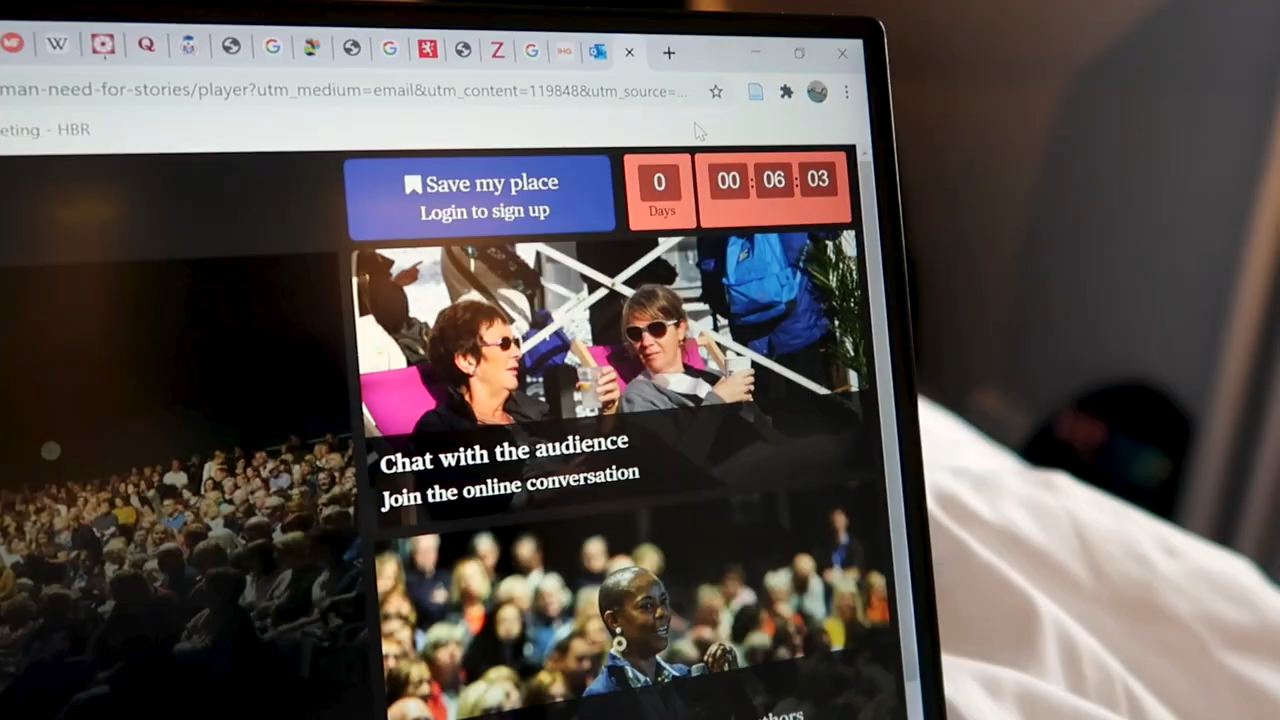 man-need-for-stories/player?utm_medium=email&utm_content=119848&utm_source=...
eting - HBR
Save my place
Login to sign up
0
Days
00 : 06 : 03
Chat with the audience
Join the online conversation
thors